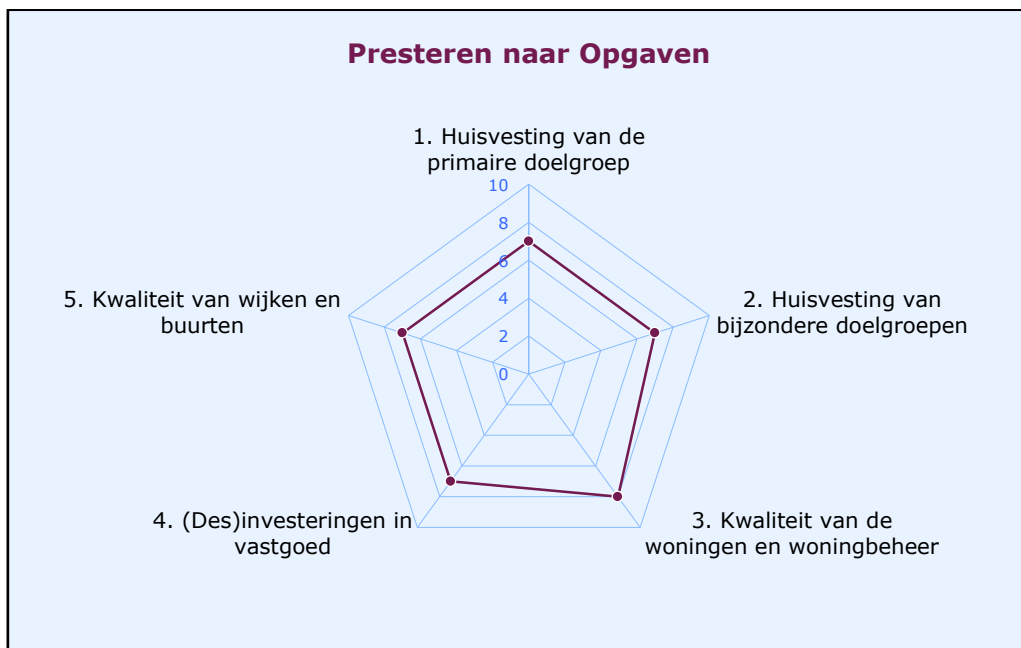 Presteren naar Opgaven
1. Huisvesting van de
primaire doelgroep
10
8
6
4
2
0
5. Kwaliteit van wijken en
buurten
2. Huisvesting van
bijzondere doelgroepen
4. (Des)investeringen in
vastgoed
3. Kwaliteit van de
woningen en woningbeheer